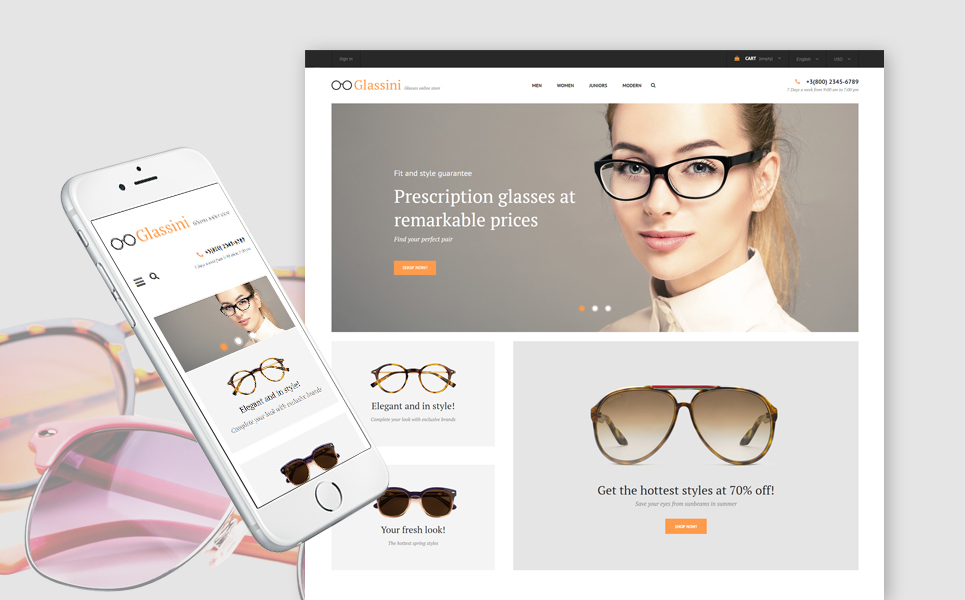 Sign in
CART (empty)
English
USD
Glassini Glasses online store
MEN WOMEN JUNIORS MODERN
+3(800) 2345-6789
7 Days a week from 9:00 am to 7:00 pm
Fit and style guarantee
Prescription glasses at
remarkable prices
Find your perfect pair
SHOP NOW!
Elegant and in style!
Complete your look with exclusive brands
Your fresh look!
The hottest spring styles
Get the hottest styles at 70% off!
Save your eyes from sunbeams in summer
SHOP NOW!
Glassini Glasses online store
+3(800) 2345-6789
7 Days a week from 9:00 am to 7:00 pm
Elegant and in style!
Complete your look with exclusive brands